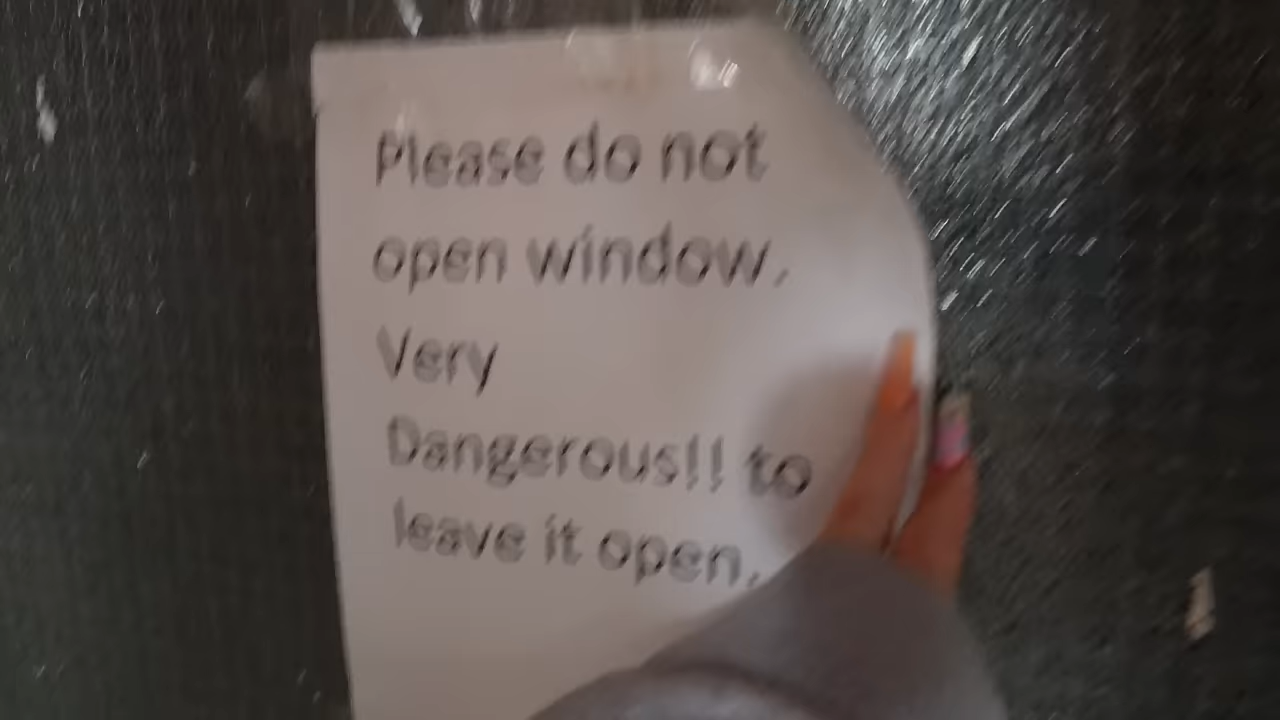 Please do not
open window.
Very
Dangerous!! to
leave it open.